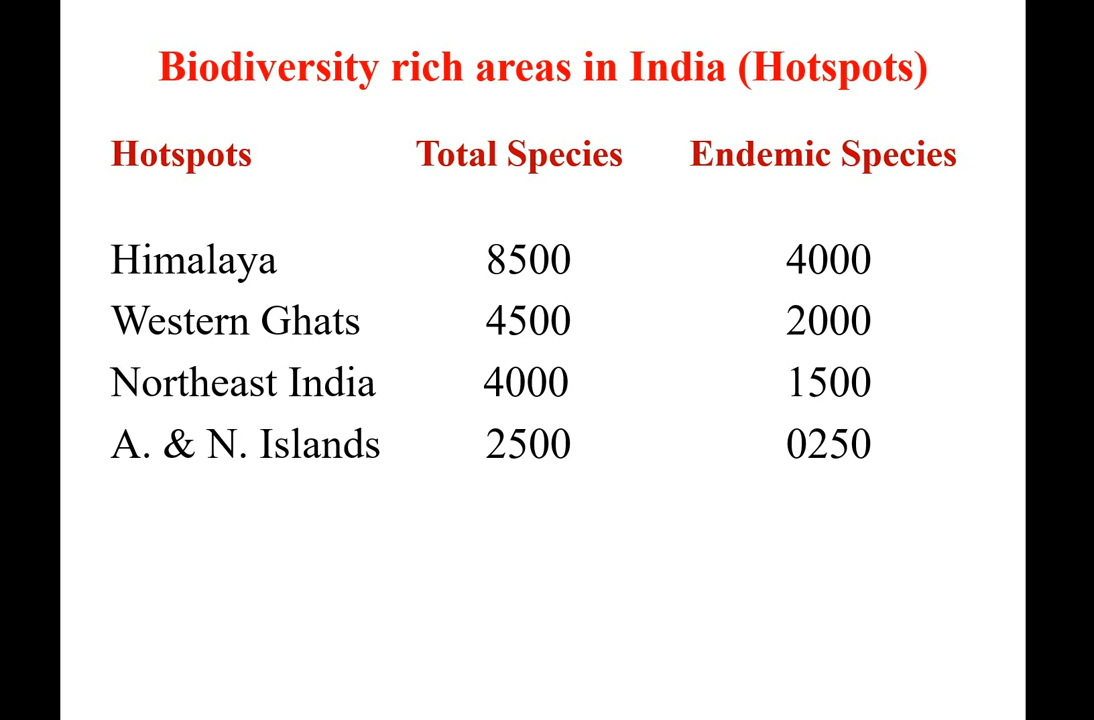 Biodiversity rich areas in India (Hotspots)
Hotspots Total Species Endemic Species
Himalaya 8500 4000
Western Ghats 4500 2000
Northeast India 4000 1500
A. & N. Islands 2500 0250